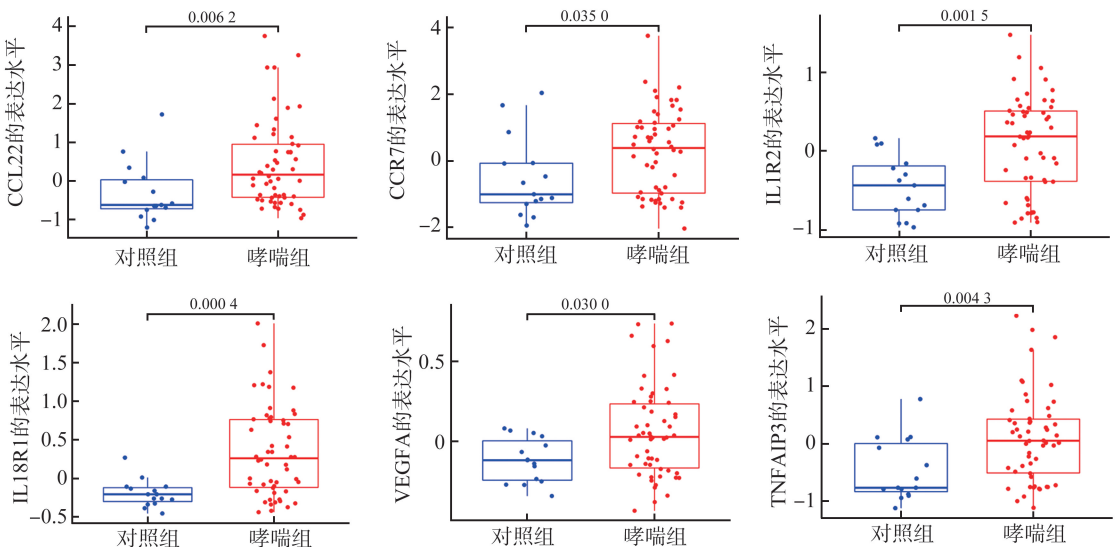 0.006 2
CCL22的表达水平
4
3
2
1
0
−1
对照组
哮喘组
0.035 0
CCR7的表达水平
4
2
0
−2
对照组
哮喘组
0.001 5
IL1R2的表达水平
1
0
−1
对照组
哮喘组
0.000 4
IL18R1的表达水平
2.0
1.5
1.0
0.5
0
−0.5
对照组
哮喘组
0.030 0
VEGFA的表达水平
0.5
0
对照组
哮喘组
0.004 3
TNFAIP3的表达水平
2
1
0
−1
对照组
哮喘组